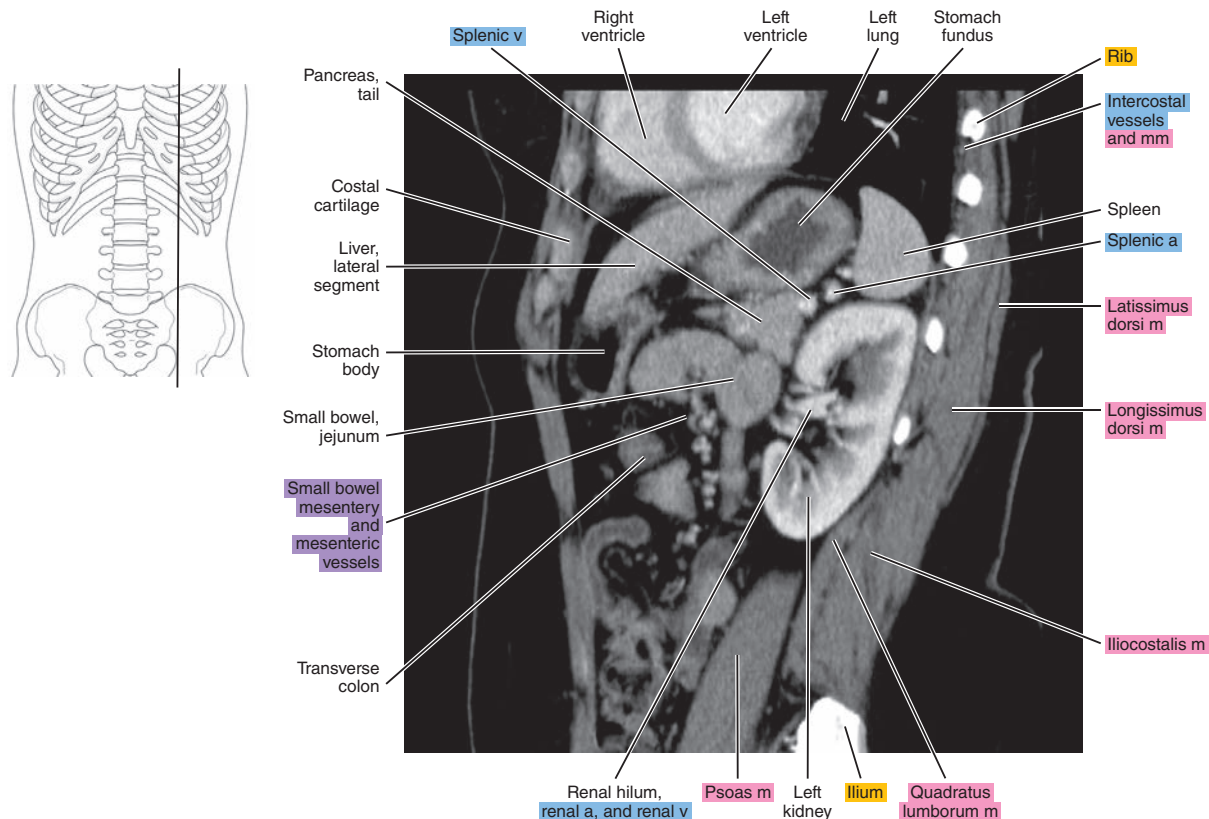 Splenic v
Right
ventricle
Left
ventricle
Left
lung
Stomach
fundus
Rib
Intercostal
vessels
and mm
Spleen
Splenic a
Latissimus
dorsi m
Longissimus
dorsi m
Iliocostalis m
Pancreas,
tail
Costal
cartilage
Liver,
lateral
segment
Stomach
body
Small bowel,
jejunum
Small bowel
mesentery
and
mesenteric
vessels
Transverse
colon
Renal hilum,
renal a, and renal v
Psoas m
Left
kidney
Ilium
Quadratus
lumborum m